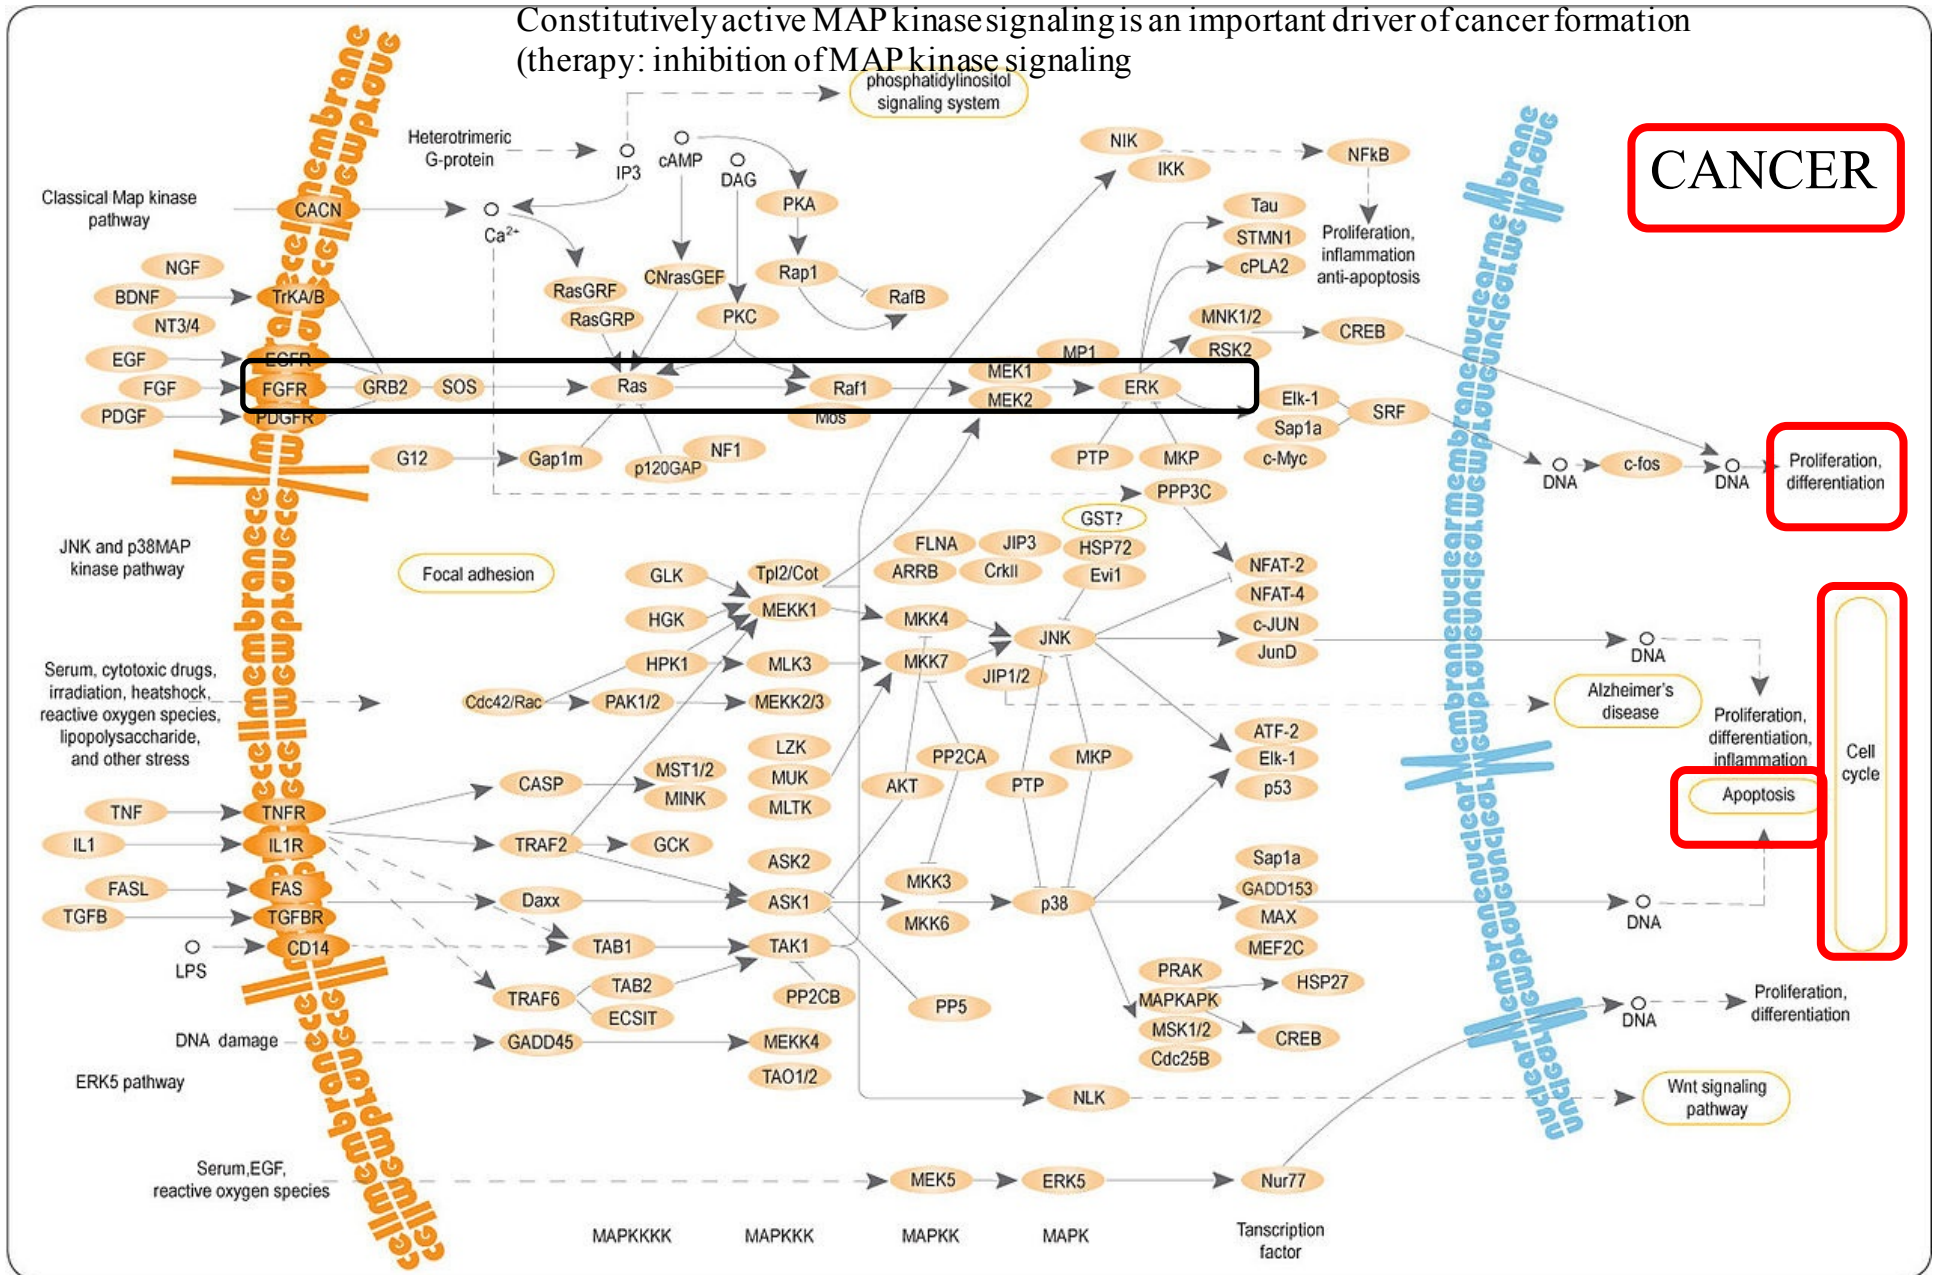 Constitutively active MAP kinase signaling is an important driver of cancer formation
(therapy: inhibition of MAP kinase signaling
phosphatidylinositol
signaling system
CANCER
Heterotrimeric
G-protein
IP3
cAMP
DAG
PKA
NIK
IKK
NFkB
Classical Map kinase
pathway
CACN
Ca²⁺
Tau
STMN1
cPLA2
Proliferation,
inflammation
anti-apoptosis
NGF
BDNF
NT3/4
TrKA/B
RasGRF
RasGRP
CNrasGEF
PKC
Rap1
RafB
MNK1/2
RSK2
CREB
EGF
FGF
PDGF
EGFR
FGFR
PDGFR
GRB2
SOS
Ras
Raf1
Mos
MEK1
MEK2
MP1
ERK
Elk-1
Sap1a
c-Myc
SRF
G12
Gap1m
p120GAP
NF1
PTP
MKP
PPP3C
DNA
c-fos
DNA
Proliferation,
differentiation
JNK and p38MAP
kinase pathway
Focal adhesion
GLK
HGK
HPK1
Tpl2/Cot
MEKK1
FLNA
ARRB
JIP3
CrkII
GST?
HSP72
Evi1
NFAT-2
NFAT-4
c-JUN
JunD
MKK4
MKK7
JNK
JIP1/2
DNA
Serum, cytotoxic drugs,
irradiation, heatshock,
reactive oxygen species,
lipopolysaccharide,
and other stress
Cdc42/Rac
PAK1/2
MLK3
MEKK2/3
Alzheimer's
disease
Proliferation,
differentiation,
inflammation
Apoptosis
Cell
cycle
LZK
MUK
MLTK
AKT
PP2CA
PTP
MKP
ATF-2
Elk-1
p53
CASP
MST1/2
MINK
TNF
TNFR
IL1
IL1R
TRAF2
GCK
ASK2
ASK1
FASL
FAS
TGFB
TGFBR
Daxx
MKK3
MKK6
p38
Sap1a
GADD153
MAX
MEF2C
DNA
LPS
CD14
TAB1
TAK1
TRAF6
TAB2
ECSIT
PP2CB
PP5
PRAK
MAPKAPK
MSK1/2
Cdc25B
HSP27
CREB
DNA
Proliferation,
differentiation
DNA damage
GADD45
MEKK4
TAO1/2
ERK5 pathway
NLK
Wnt signaling
pathway
Serum,EGF,
reactive oxygen species
MEK5
ERK5
Nur77
MAPKKKK
MAPKKK
MAPKK
MAPK
Tanscription
factor